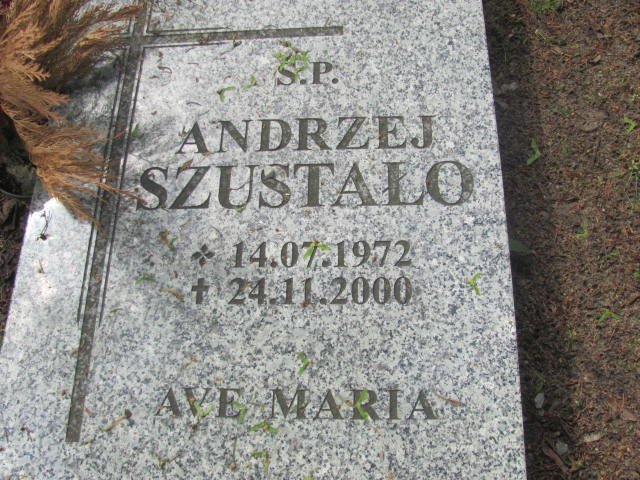 Ś.P.
ANDRZEJ
SZUSTAŁO
14.07.1972
24.11.2000
AVE MARIA